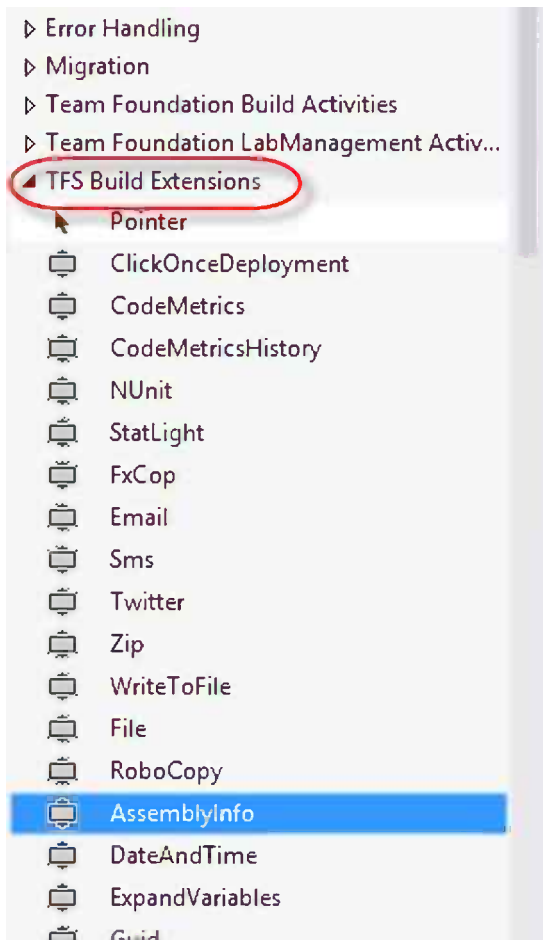 Error Handling
Migration
Team Foundation Build Activities
Team Foundation LabManagement Activ...
TFS Build Extensions
Pointer
ClickOnceDeployment
CodeMetrics
CodeMetricsHistory
NUnit
StatLight
FxCop
Email
Sms
Twitter
Zip
WriteToFile
File
RoboCopy
AssemblyInfo
DateAndTime
ExpandVariables
Guid